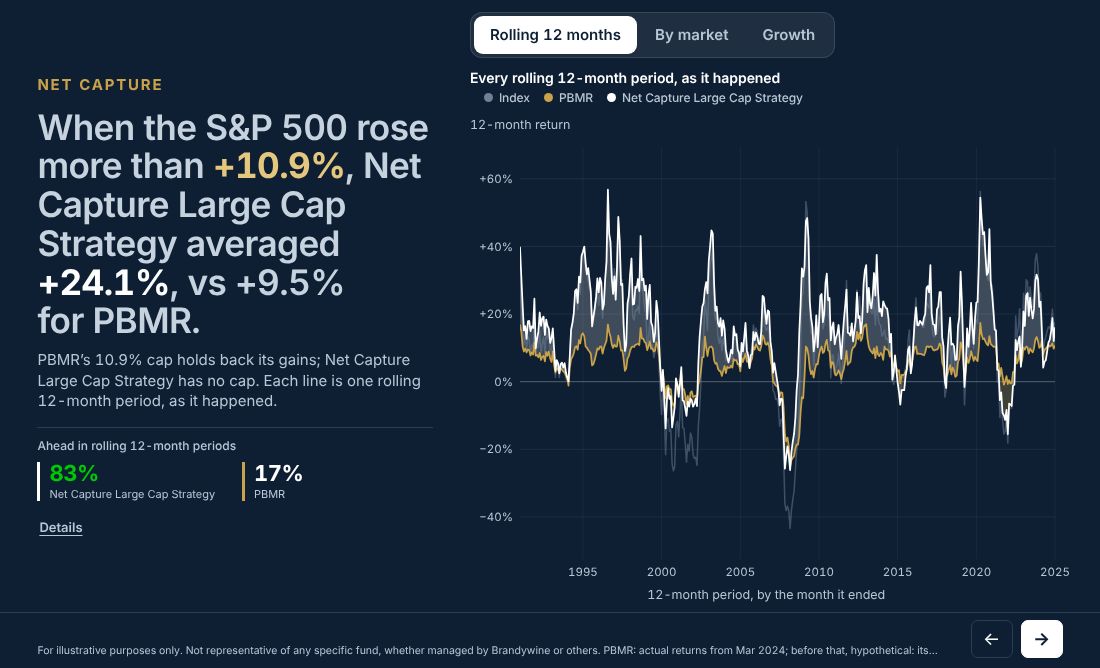 Rolling 12 months
By market
Growth
NET CAPTURE
When the S&P 500 rose
more than +10.9%, Net
Capture Large Cap
Strategy averaged
+24.1%, vs +9.5%
for PBMR.
PBMR’s 10.9% cap holds back its gains; Net Capture
Large Cap Strategy has no cap. Each line is one rolling
12-month period, as it happened.
Ahead in rolling 12-month periods
83%
Net Capture Large Cap Strategy
17%
PBMR
Details
Every rolling 12-month period, as it happened
Index
PBMR
Net Capture Large Cap Strategy
12-month return
+60%
+40%
+20%
0%
−20%
−40%
1995
2000
2005
2010
2015
2020
2025
12-month period, by the month it ended
For illustrative purposes only. Not representative of any specific fund, whether managed by Brandywine or others. PBMR: actual returns from Mar 2024; before that, hypothetical: its…